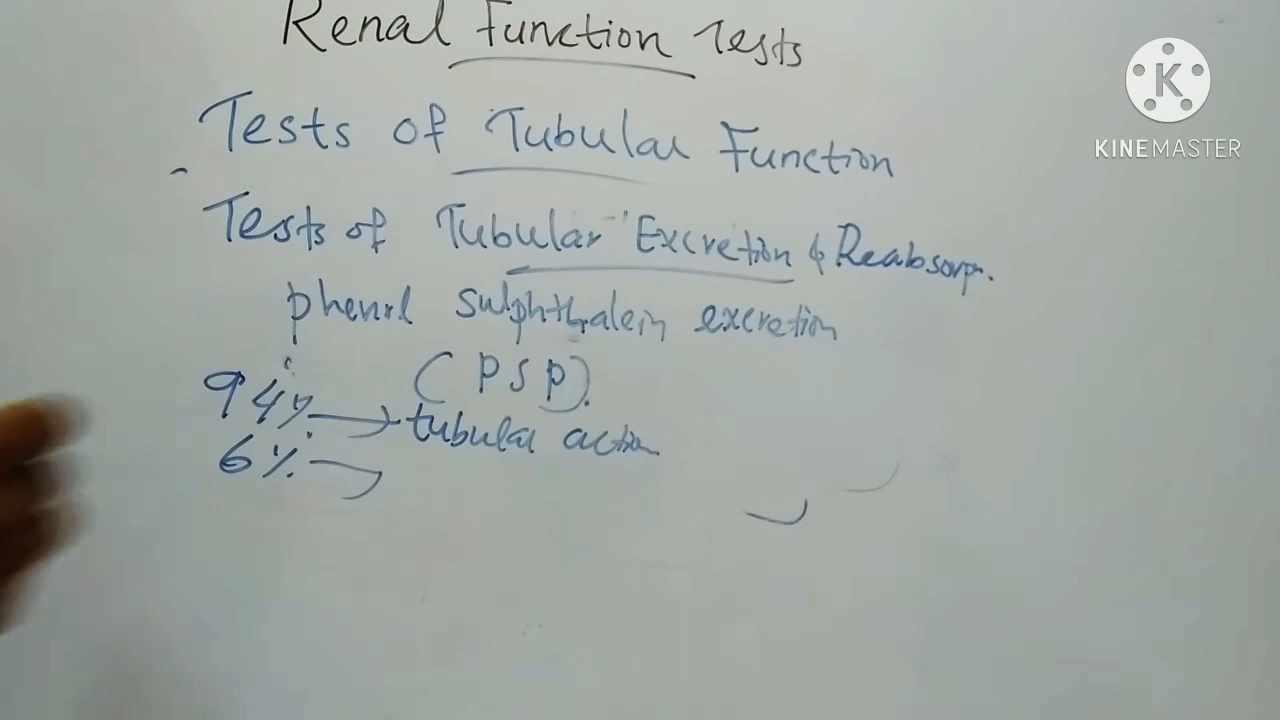 Renal Function Tests
K
KINEMASTER
Tests of Tubular Function
Tests of Tubular Excretion & Reabsorp.
phenol sulphthalein excretion
(PSP).
94% → tubular action
6%